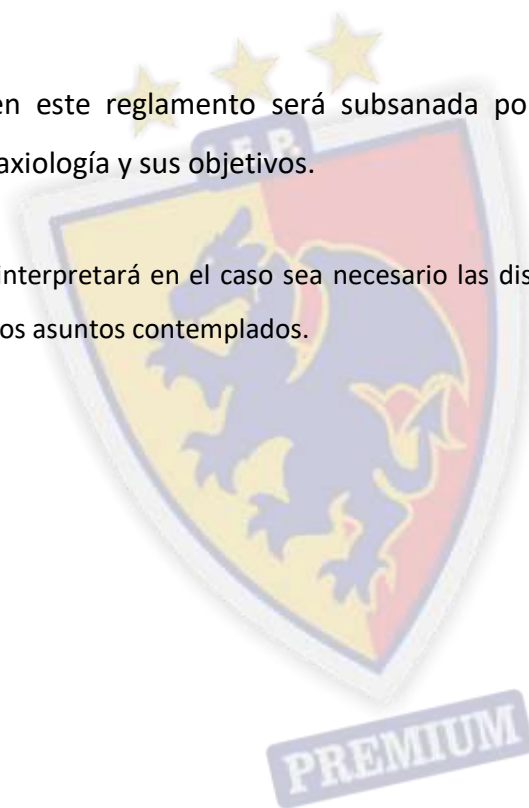 en este reglamento será subsanada po
I.E.P.
axiología y sus objetivos.
interpretará en el caso sea necesario las dis
os asuntos contemplados.
PREMIUM